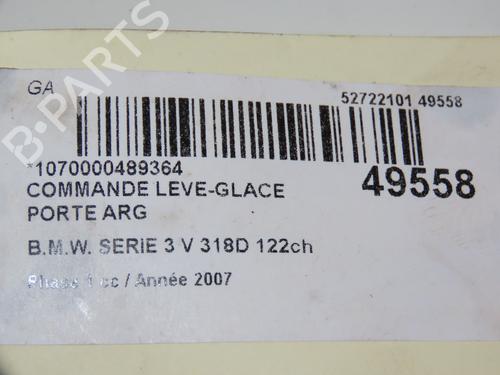 GA
52722101 49558
*1070000489364
49558
COMMANDE LEVE-GLACE
PORTE ARG
B.M.W. SERIE 3 V 318D 122ch
Phase 1 cc / Année 2007
B-PARTS